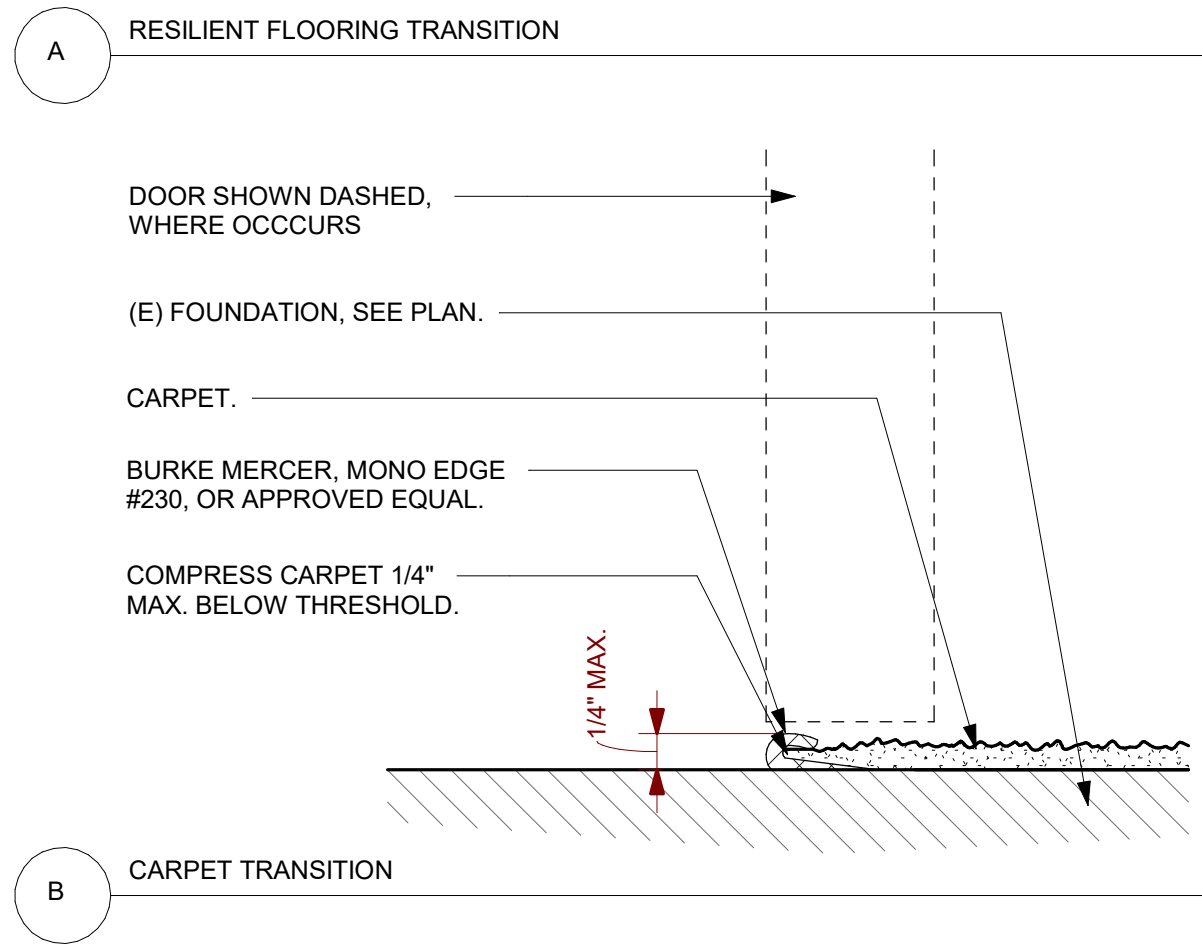 A
RESILIENT FLOORING TRANSITION
DOOR SHOWN DASHED,
WHERE OCCCURS
(E) FOUNDATION, SEE PLAN.
CARPET.
BURKE MERCER, MONO EDGE
#230, OR APPROVED EQUAL.
COMPRESS CARPET 1/4"
MAX. BELOW THRESHOLD.
1/4" MAX.
B
CARPET TRANSITION